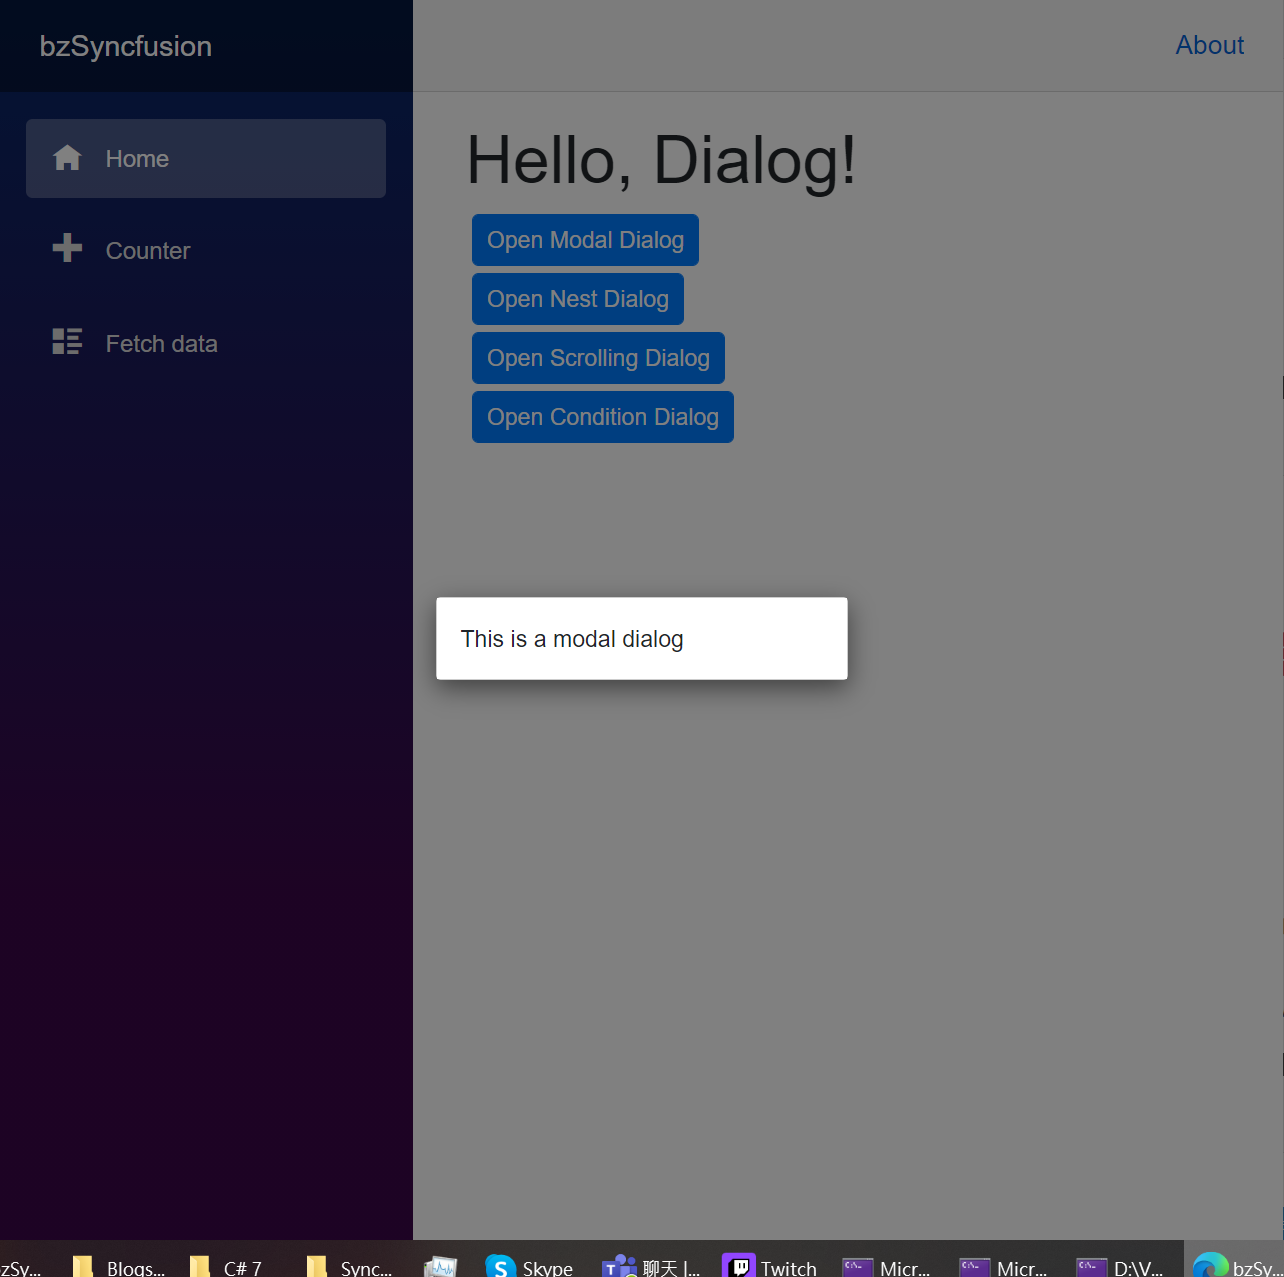 bzSyncfusion
About
Home
Counter
Fetch data
Hello, Dialog!
Open Modal Dialog
Open Nest Dialog
Open Scrolling Dialog
Open Condition Dialog
This is a modal dialog
zSy... Blogs... C# 7 Sync... Skype 聊天 |... Twitch Micr... Micr... D:\V... bzSy.